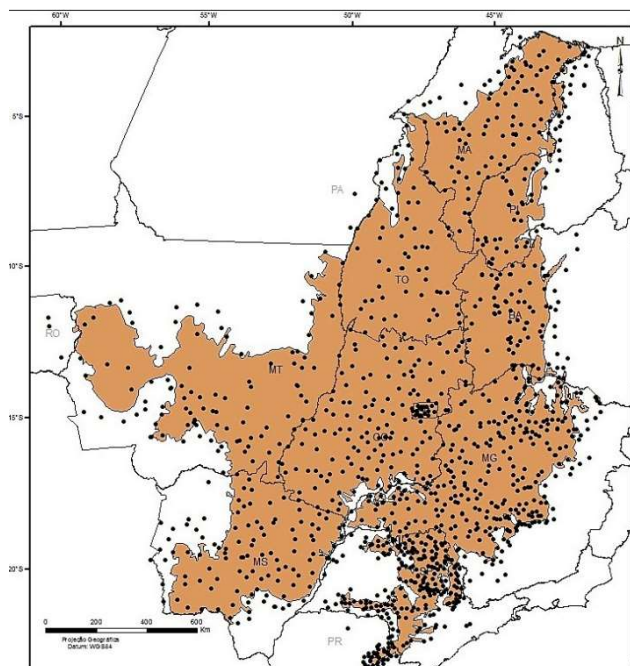 60°W 55°W 50°W 45°W
N
5°S
MA
PA
PI
10°S
TO
BA
RO
MT
15°S
GO
MG
20°S
MS
0 200 400 600
Km
Projeção Geográfica
Datum: WGS84
PR